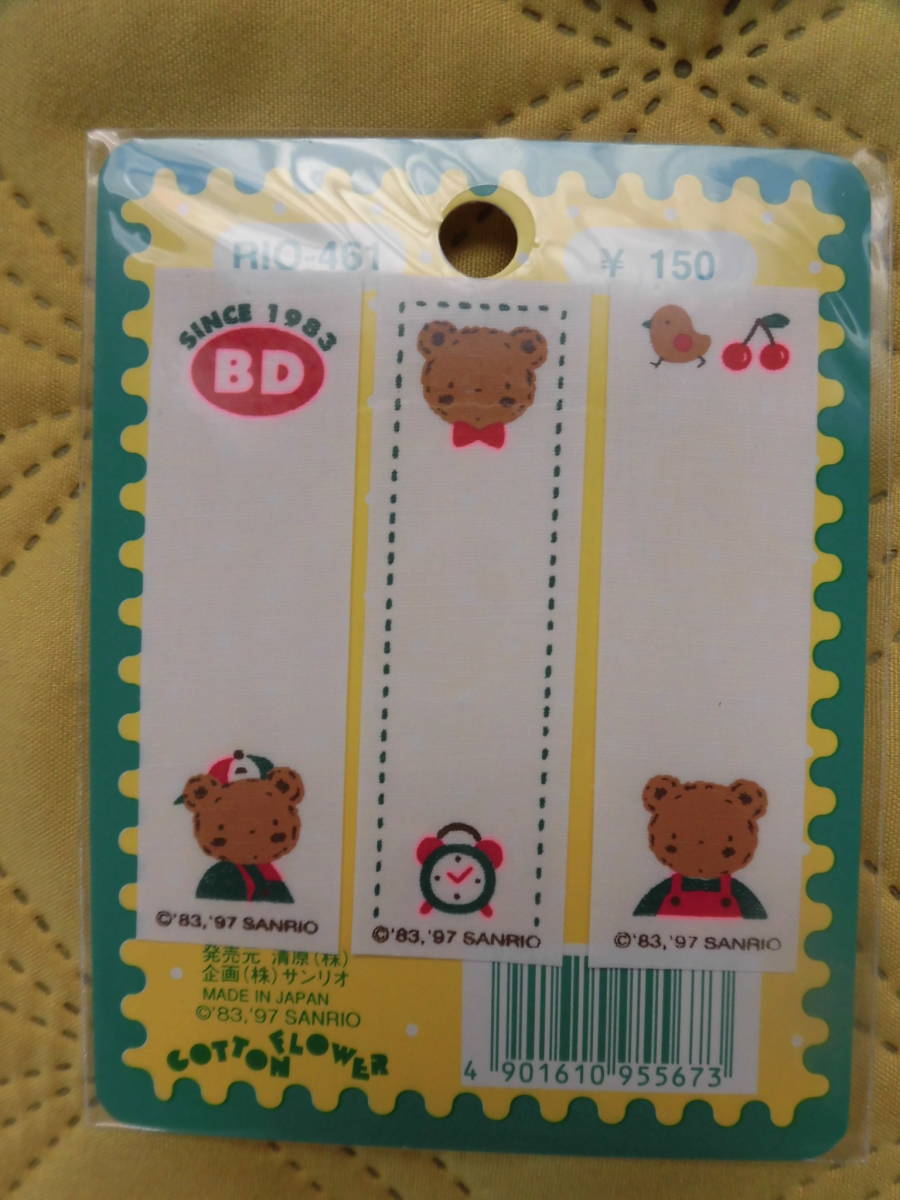 RIO-461
¥ 150
SINCE 1983
BD
©'83,'97 SANRIO
©'83,'97 SANRIO
©'83,'97 SANRIO
発売元 清原(株)
企画(株)サンリオ
MADE IN JAPAN
©'83,'97 SANRIO
COTTON FLOWER
4 901610 955673